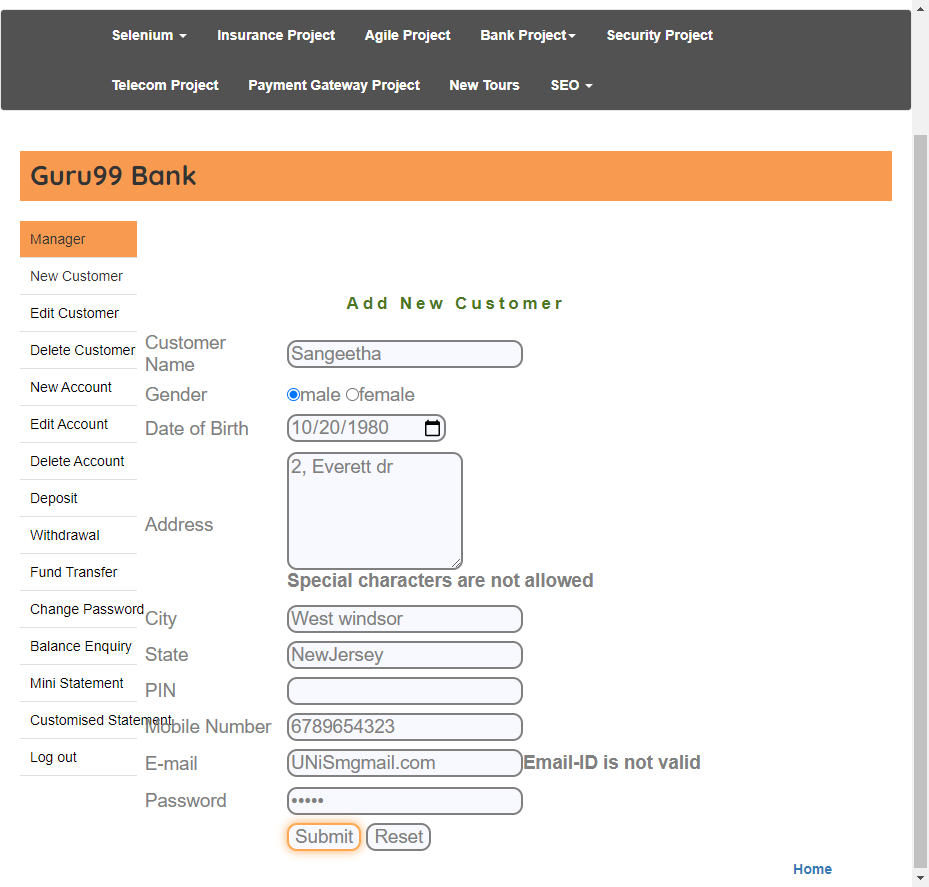 Selenium Insurance Project Agile Project Bank Project Security Project
Telecom Project Payment Gateway Project New Tours SEO
Guru99 Bank
Manager
New Customer
Edit Customer
Delete Customer
New Account
Edit Account
Delete Account
Deposit
Withdrawal
Fund Transfer
Change Password
Balance Enquiry
Mini Statement
Customised Statement
Log out
Add New Customer
Customer
Name
Sangeetha
Gender male female
Date of Birth 10/20/1980
Address 2, Everett dr
Special characters are not allowed
City West windsor
State NewJersey
PIN
Mobile Number 6789654323
E-mail UNiSmgmail.com Email-ID is not valid
Password •••••
Submit Reset
Home